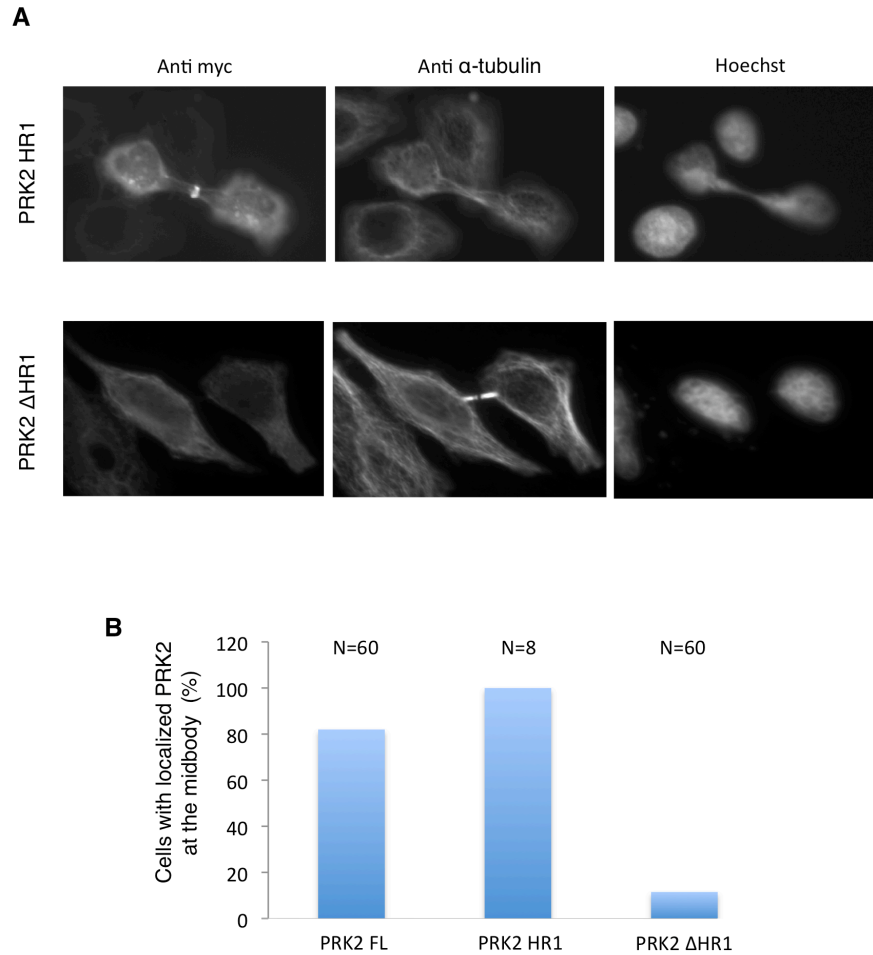 A
Anti myc
Anti α-tubulin
Hoechst
PRK2 HR1
PRK2 ΔHR1
B
Cells with localized PRK2
at the midbody (%)
120
100
80
60
40
20
0
N=60
N=8
N=60
PRK2 FL
PRK2 HR1
PRK2 ΔHR1